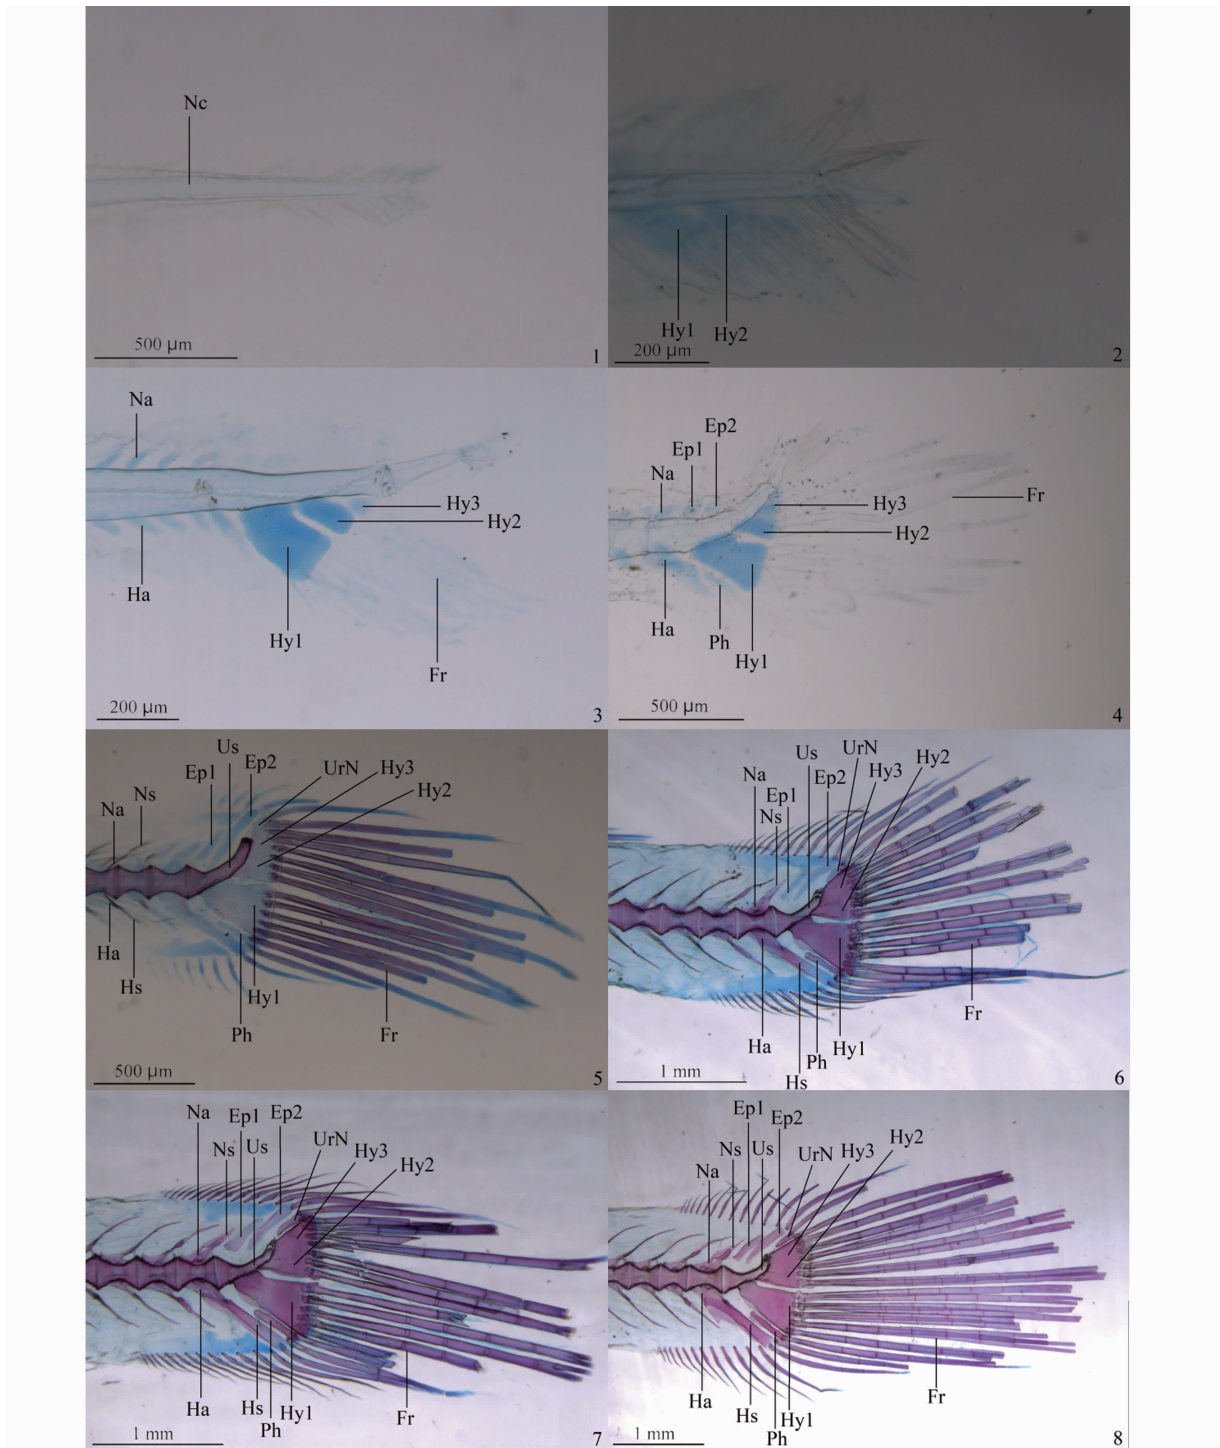 Nc
500 μm
1
Hy1 Hy2
200 μm
2
Na
Hy3
Hy2
Ha
Hy1
Fr
200 μm
3
Ep2
Ep1
Na
Hy3
Fr
Hy2
Ha
Ph
Hy1
500 μm
4
Us
Ep2
Ep1
UrN
Hy3
Hy2
Na
Ns
Ha
Hs
Hy1
Ph
Fr
500 μm
5
UrN
Us
Hy2
Na
Ep2
Hy3
Ep1
Ns
Fr
Ha
Hy1
Ph
1 mm
Hs
6
Na
Ep1
Ep2
UrN
Ns
Us
Hy3
Hy2
Ha
Hs
Hy1
Fr
Ph
1 mm
7
Ep1
Ep2
Hy2
Ns
Us
UrN
Hy3
Na
Ha
Fr
Hs
Hy1
Ph
1 mm
8